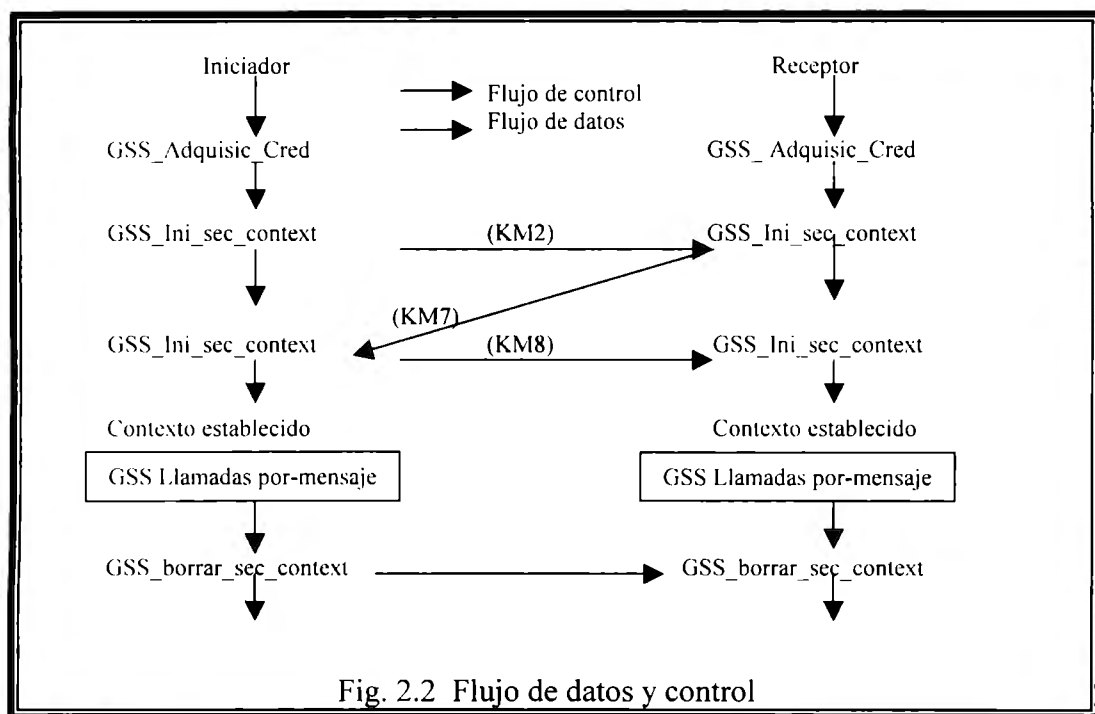 Iniciador
Receptor
Flujo de control
Flujo de datos
GSS_Adquisic_Cred
GSS_ Adquisic_Cred
GSS_Ini_sec_context
(KM2)
GSS_Ini_sec_context
(KM7)
GSS_Ini_sec_context
(KM8)
GSS_Ini_sec_context
Contexto establecido
Contexto establecido
GSS Llamadas por-mensaje
GSS Llamadas por-mensaje
GSS_borrar_sec_context
GSS_borrar_sec_context
Fig. 2.2 Flujo de datos y control